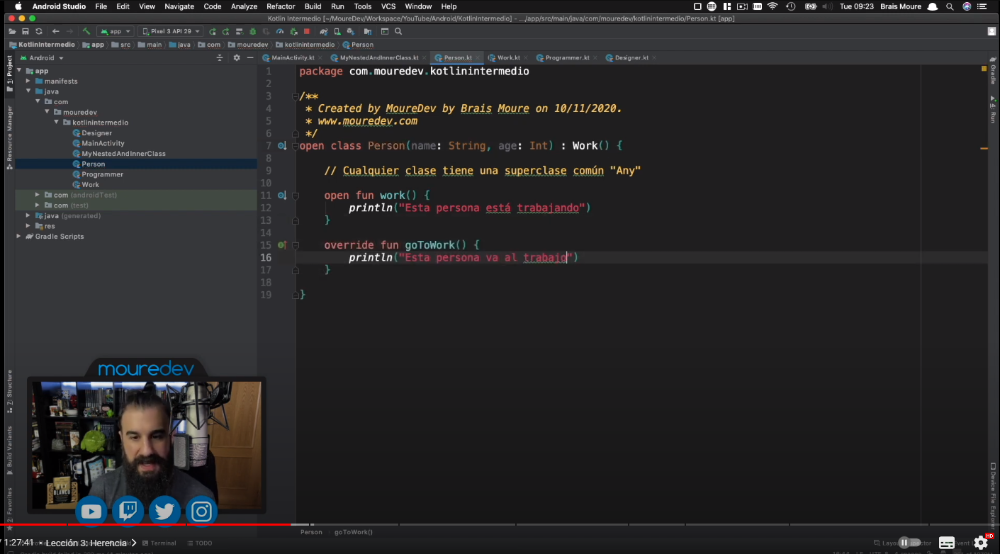 Android Studio File Edit View Navigate Code Analyze Refactor Build Run Tools VCS Window Help Tue 09:23 Brais Moure
Kotlin Intermedio [~/MoureDev/Workspace/YouTube/Android/KotlinIntermedio] - .../app/src/main/java/com/mouredev/kotlinintermedio/Person.kt [app]
app Pixel 3 API 29
KotlinIntermedio app src main java com mouredev kotlinintermedio Person
Android
MainActivity.kt MyNestedAndInnerClass.kt Person.kt Work.kt Programmer.kt Designer.kt
1: Project
Resource Manager
Z: Structure
Build Variants
2: Favorites
app
manifests
java
com
mouredev
kotlinintermedio
Designer
MainActivity
MyNestedAndInnerClass
Person
Programmer
Work
com (androidTest)
com (test)
java (generated)
res
Gradle Scripts
1 package com.mouredev.kotlinintermedio
2
3 /**
4 * Created by MoureDev by Brais Moure on 10/11/2020.
5 * www.mouredev.com
6 */
7 open class Person(name: String, age: Int) : Work() {
8
9 // Cualquier clase tiene una superclase común "Any"
10
11 open fun work() {
12 println("Esta persona está trabajando")
13 }
14
15 override fun goToWork() {
16 println("Esta persona va al trabajo")
17 }
18
19 }
Gradle
4: Run
Device File Explorer
mouredev
BLANCO
Person goToWork()
1:27:41 • Lección 3: Herencia
Terminal TODO
HD